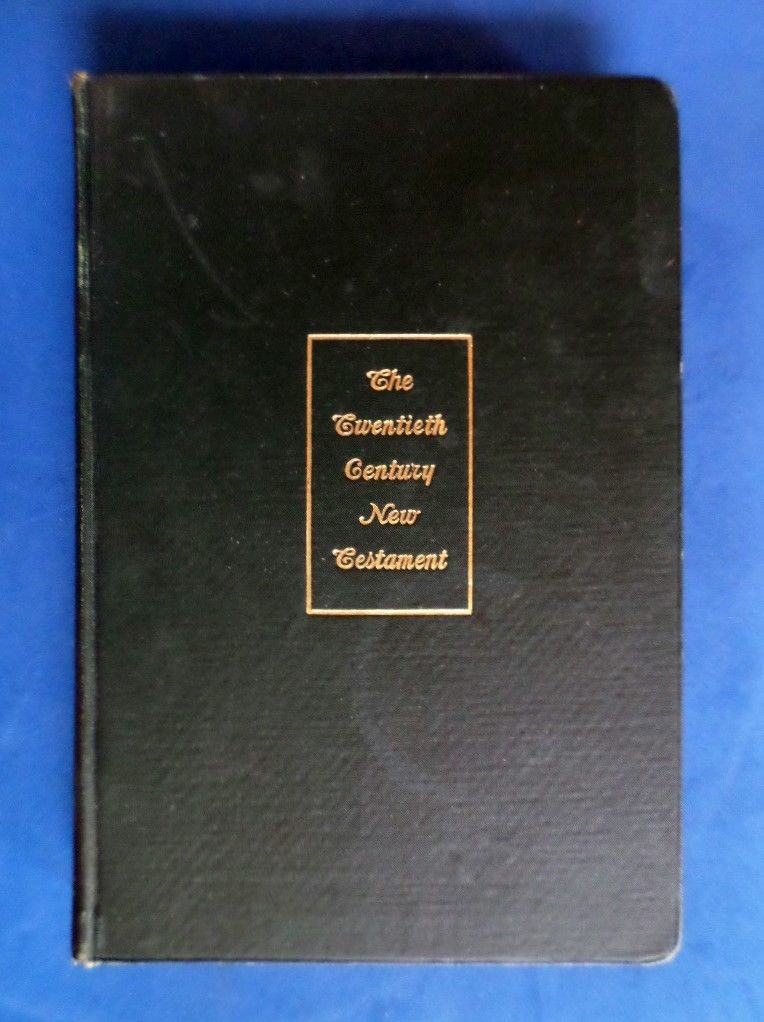 The
Twentieth
Century
New
Testament